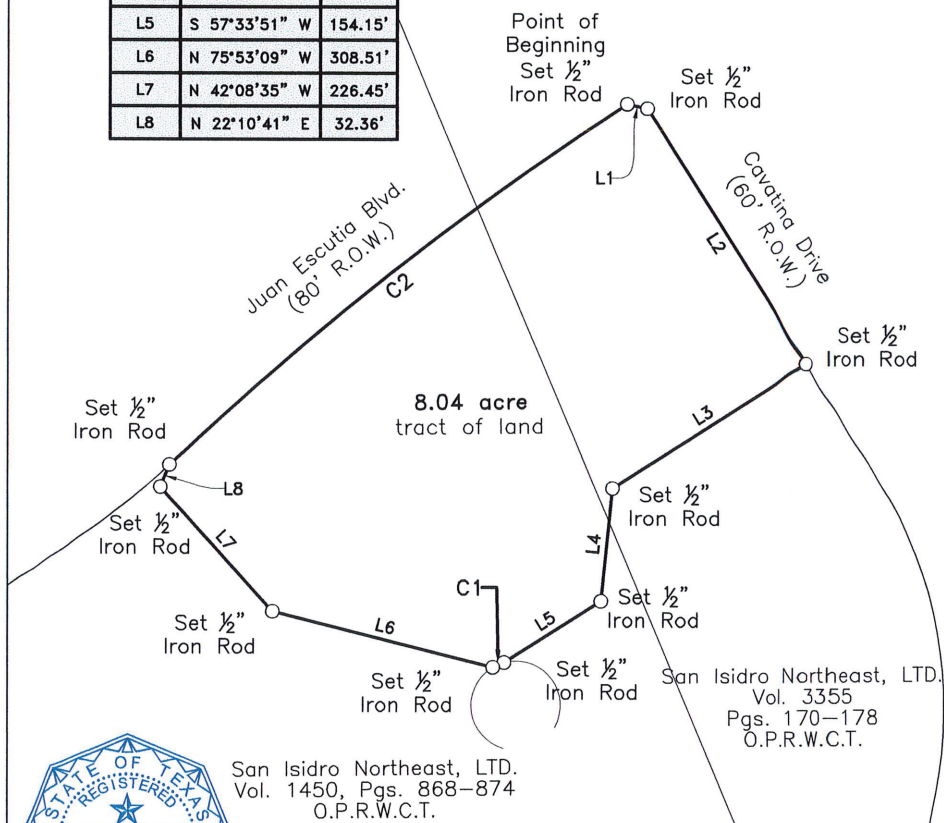 L5 S 57°33'51" W 154.15'
L6 N 75°53'09" W 308.51'
L7 N 42°08'35" W 226.45'
L8 N 22°10'41" E 32.36'
Point of
Beginning
Set ½"
Iron Rod
Set ½"
Iron Rod
L1
Cavatina Drive
(60' R.O.W.)
L2
Juan Escutia Blvd.
(80' R.O.W.)
C2
Set ½"
Iron Rod
8.04 acre
tract of land
L3
Set ½"
Iron Rod
L8
Set ½"
Iron Rod
L7
Set ½"
Iron Rod
L4
C1
Set ½"
Iron Rod
L5
Set ½"
Iron Rod
L6
Set ½"
Iron Rod
Set ½"
Iron Rod
San Isidro Northeast, LTD.
Vol. 3355
Pgs. 170–178
O.P.R.W.C.T.
San Isidro Northeast, LTD.
Vol. 1450, Pgs. 868–874
O.P.R.W.C.T.
STATE OF TEXAS
REGISTERED